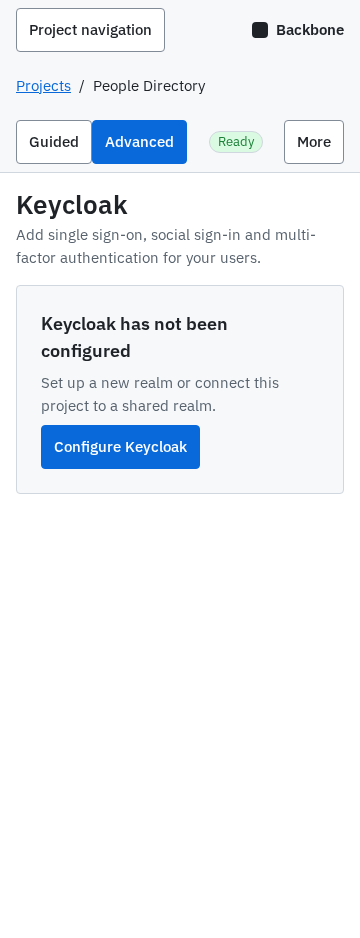 Project navigation
Backbone
Projects / People Directory
Guided
Advanced
Ready
More
Keycloak
Add single sign-on, social sign-in and multi-
factor authentication for your users.
Keycloak has not been
configured
Set up a new realm or connect this
project to a shared realm.
Configure Keycloak